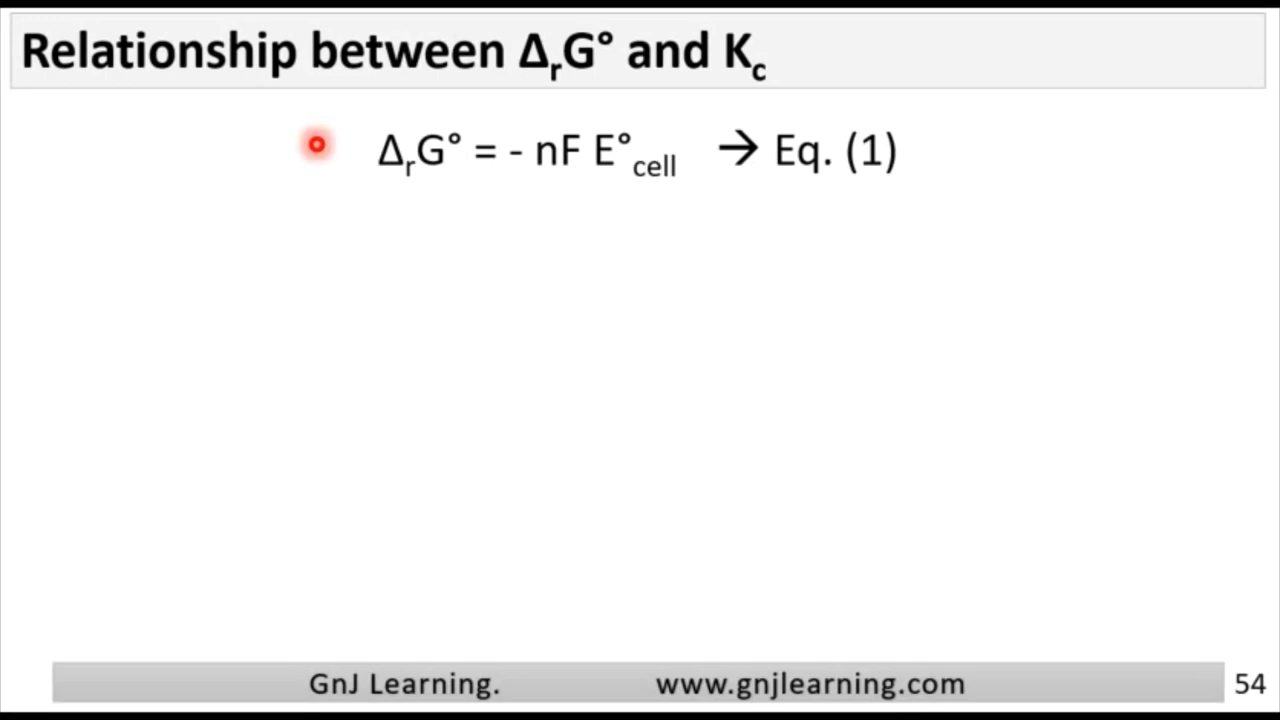 Relationship between ΔrG° and Kc
ΔrG° = - nF E°cell → Eq. (1)
GnJ Learning. www.gnjlearning.com 54